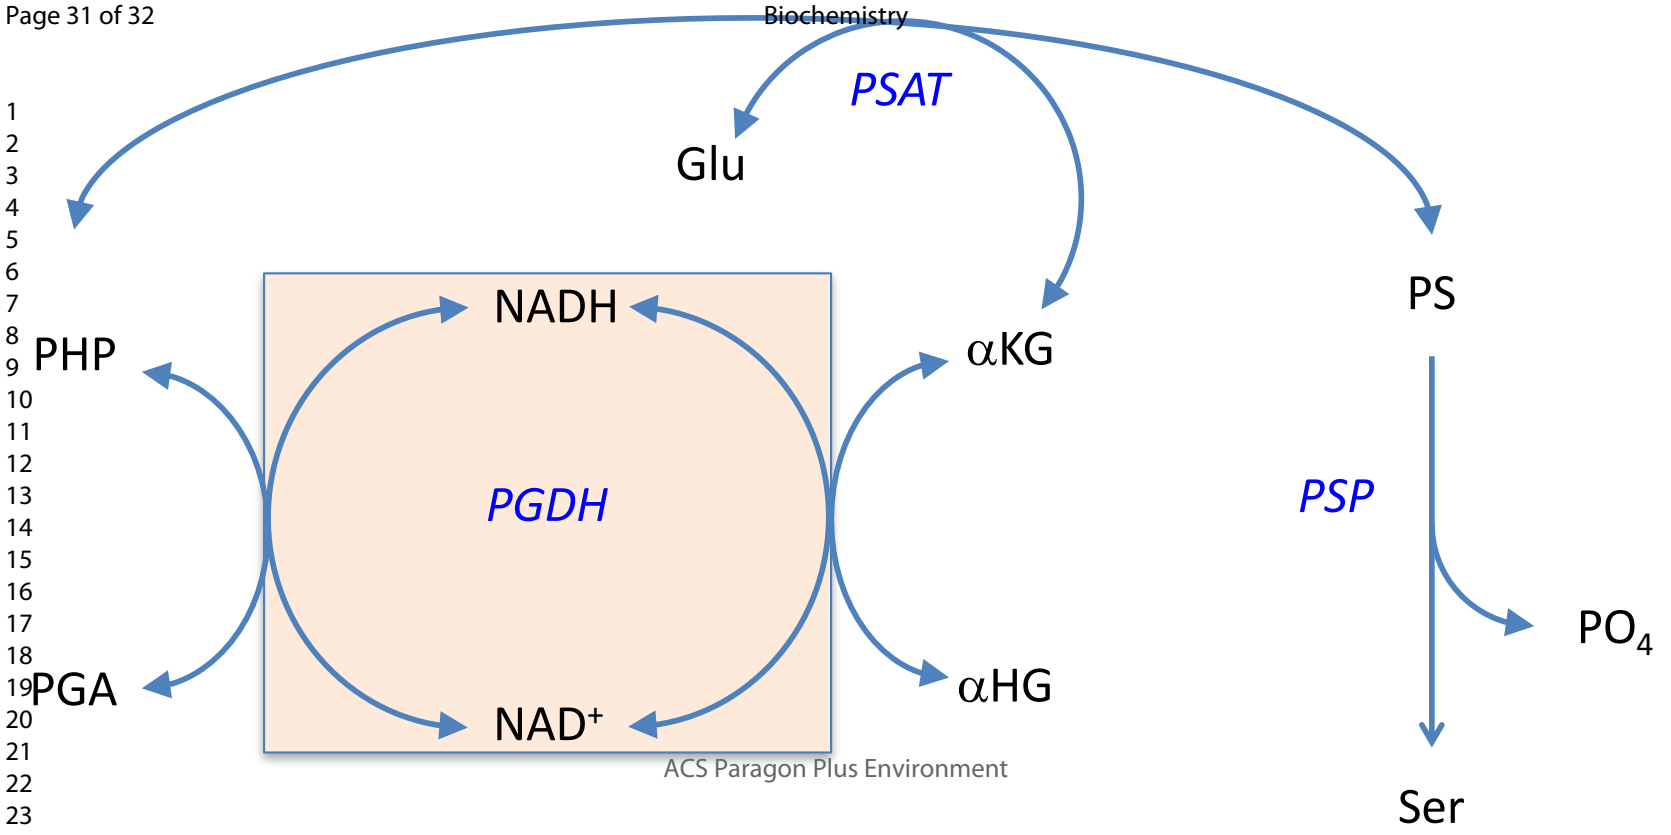 Page 31 of 32
Biochemistry
PSAT
1
2
Glu
3
4
5
6
7
NADH
PS
8
PHP
αKG
9
10
11
12
13
PGDH
PSP
14
15
16
17
PO4
18
19
PGA
αHG
20
NAD+
21
ACS Paragon Plus Environment
22
23
Ser